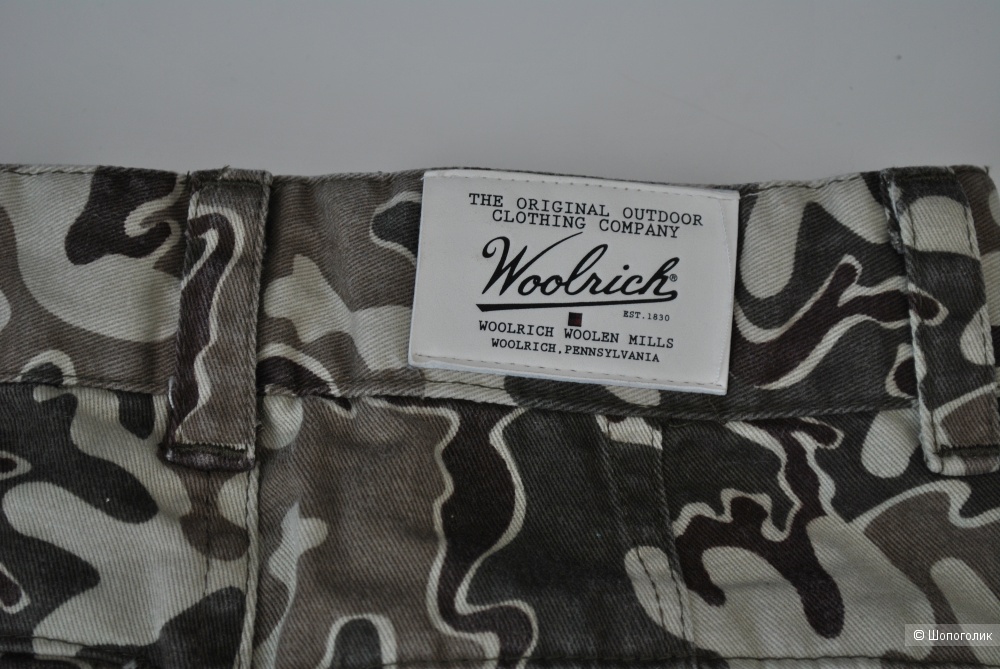 THE ORIGINAL OUTDOOR
CLOTHING COMPANY
Woolrich®
EST.1830
WOOLRICH WOOLEN MILLS
WOOLRICH, PENNSYLVANIA
© Шопоголик